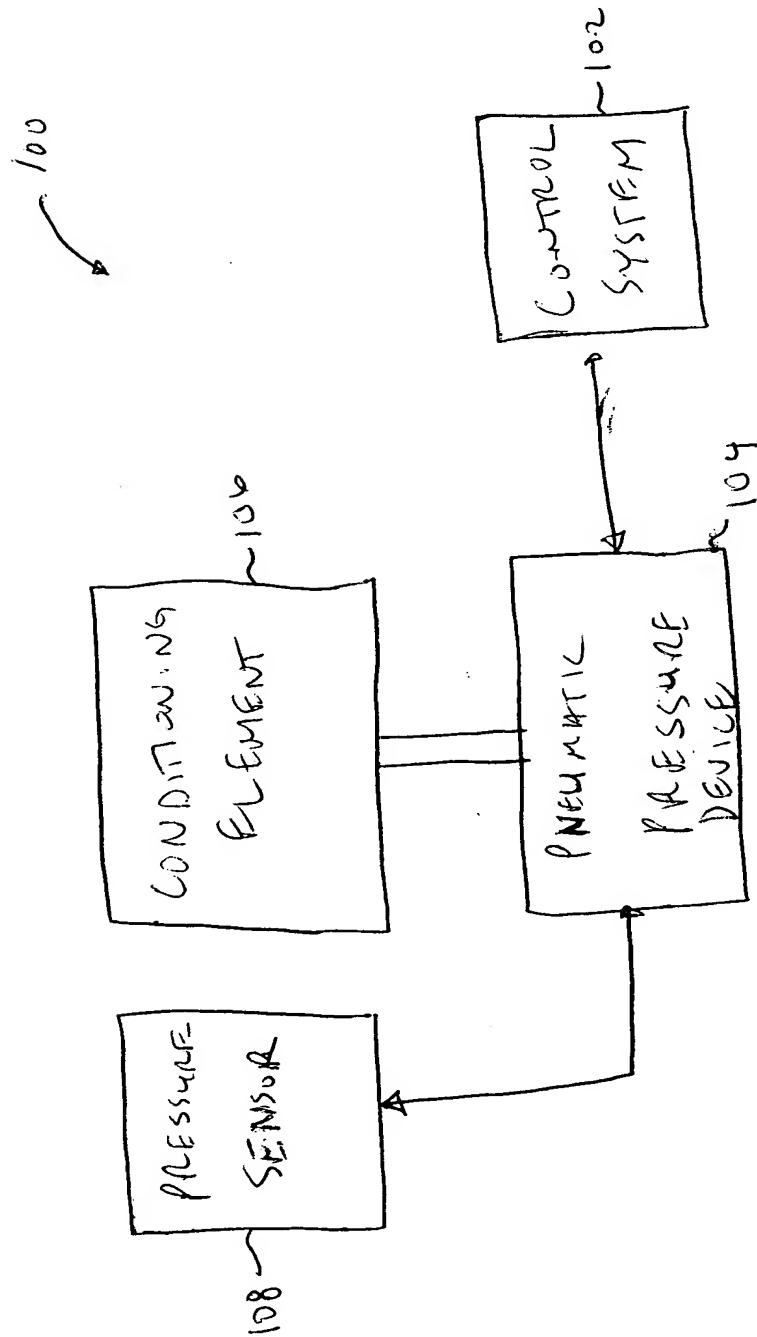 100
PRESSURE
SENSOR
108
CONDITIONING
ELEMENT
106
PNEUMATIC
PRESSURE
DEVICE
104
CONTROL
SYSTEM
102